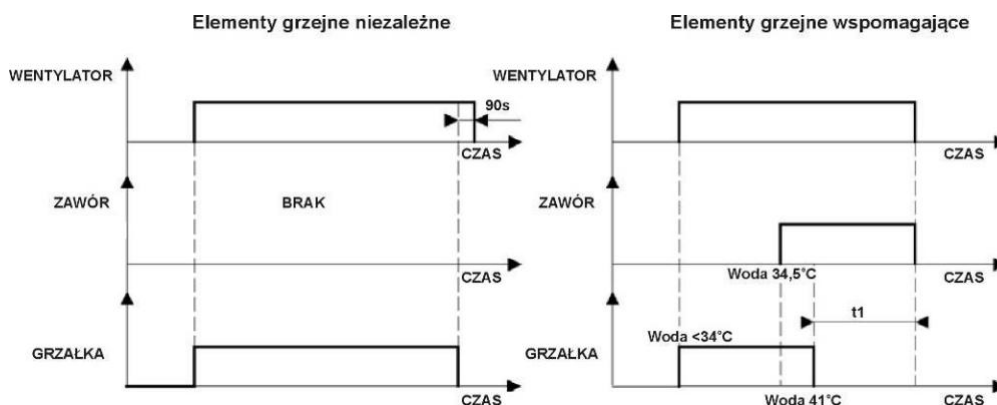 Elementy grzejne niezależne
WENTYLATOR
90s
CZAS
ZAWÓR
BRAK
CZAS
GRZAŁKA
CZAS
Elementy grzejne wspomagające
WENTYLATOR
CZAS
ZAWÓR
Woda 34,5°C
CZAS
t1
Woda <34°C
GRZAŁKA
Woda 41°C
CZAS